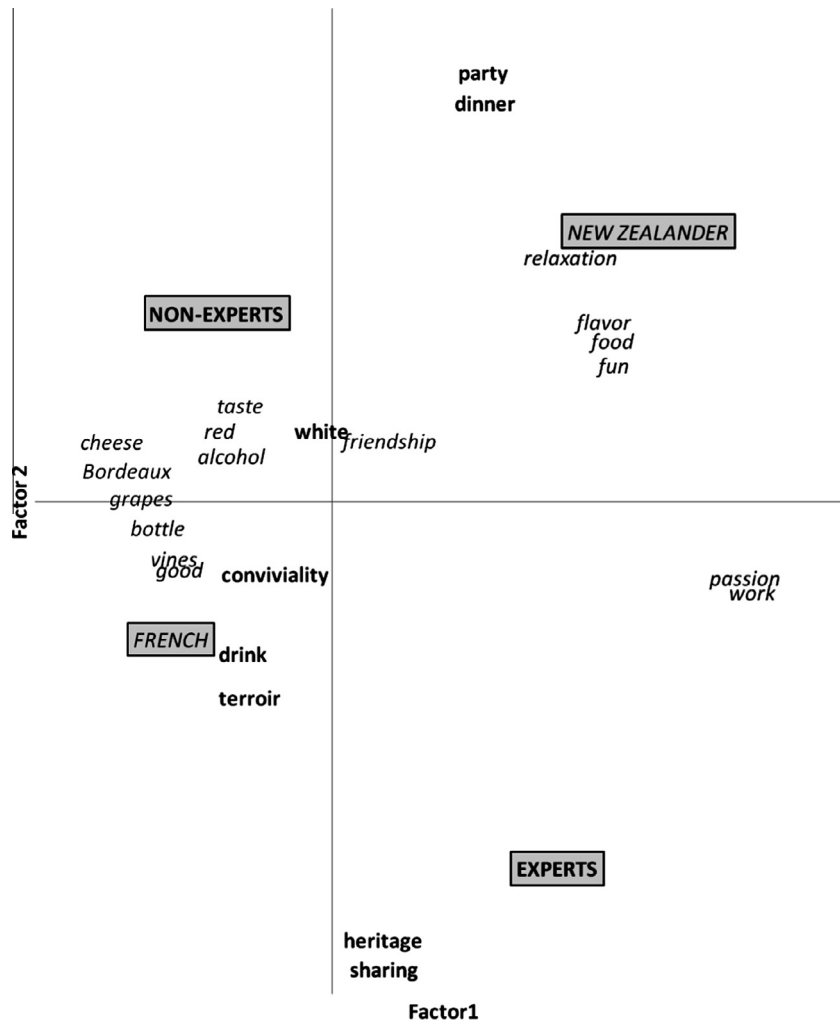 party
dinner
NEW ZEALANDER
relaxation
NON-EXPERTS
flavor
food
fun
taste
red
white
friendship
cheese
alcohol
Bordeaux
Factor 2
grapes
bottle
vines
good
conviviality
passion
work
FRENCH
drink
terroir
EXPERTS
heritage
sharing
Factor1